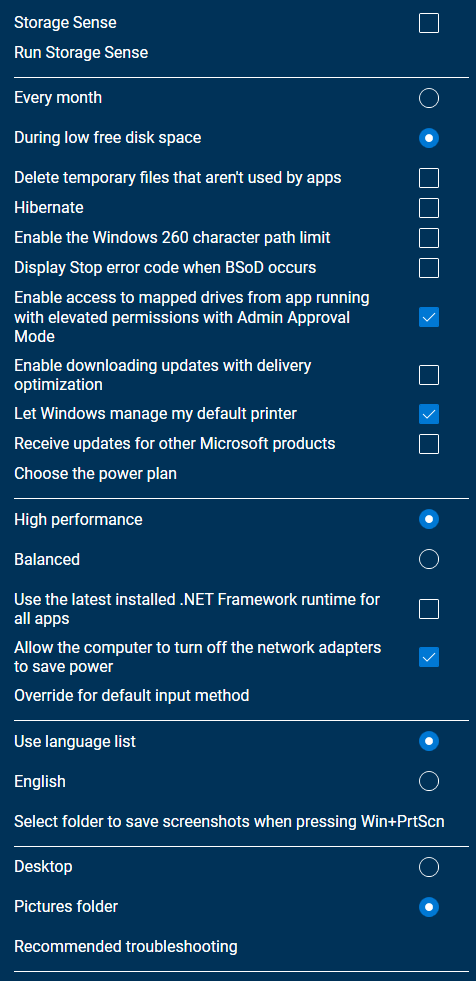 Storage Sense
Run Storage Sense
Every month
During low free disk space
Delete temporary files that aren't used by apps
Hibernate
Enable the Windows 260 character path limit
Display Stop error code when BSoD occurs
Enable access to mapped drives from app running
with elevated permissions with Admin Approval
Mode
Enable downloading updates with delivery
optimization
Let Windows manage my default printer
Receive updates for other Microsoft products
Choose the power plan
High performance
Balanced
Use the latest installed .NET Framework runtime for
all apps
Allow the computer to turn off the network adapters
to save power
Override for default input method
Use language list
English
Select folder to save screenshots when pressing Win+PrtScn
Desktop
Pictures folder
Recommended troubleshooting